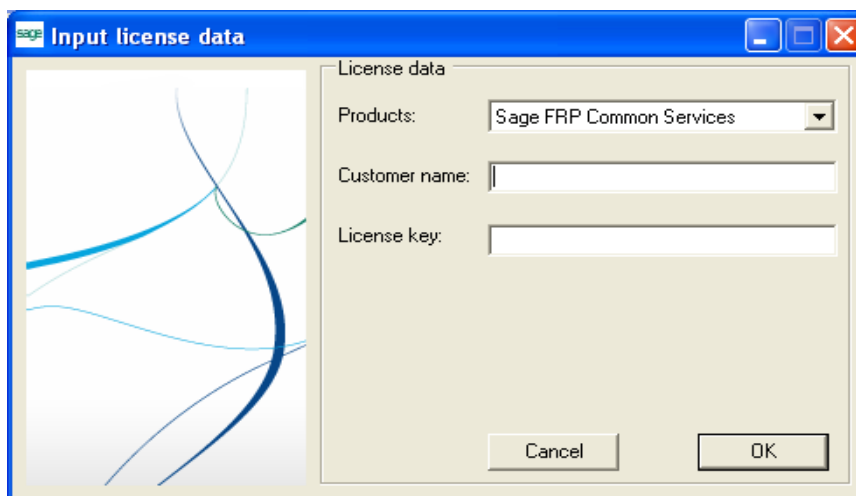 sage Input license data
License data
Products: Sage FRP Common Services
Customer name:
License key:
Cancel OK